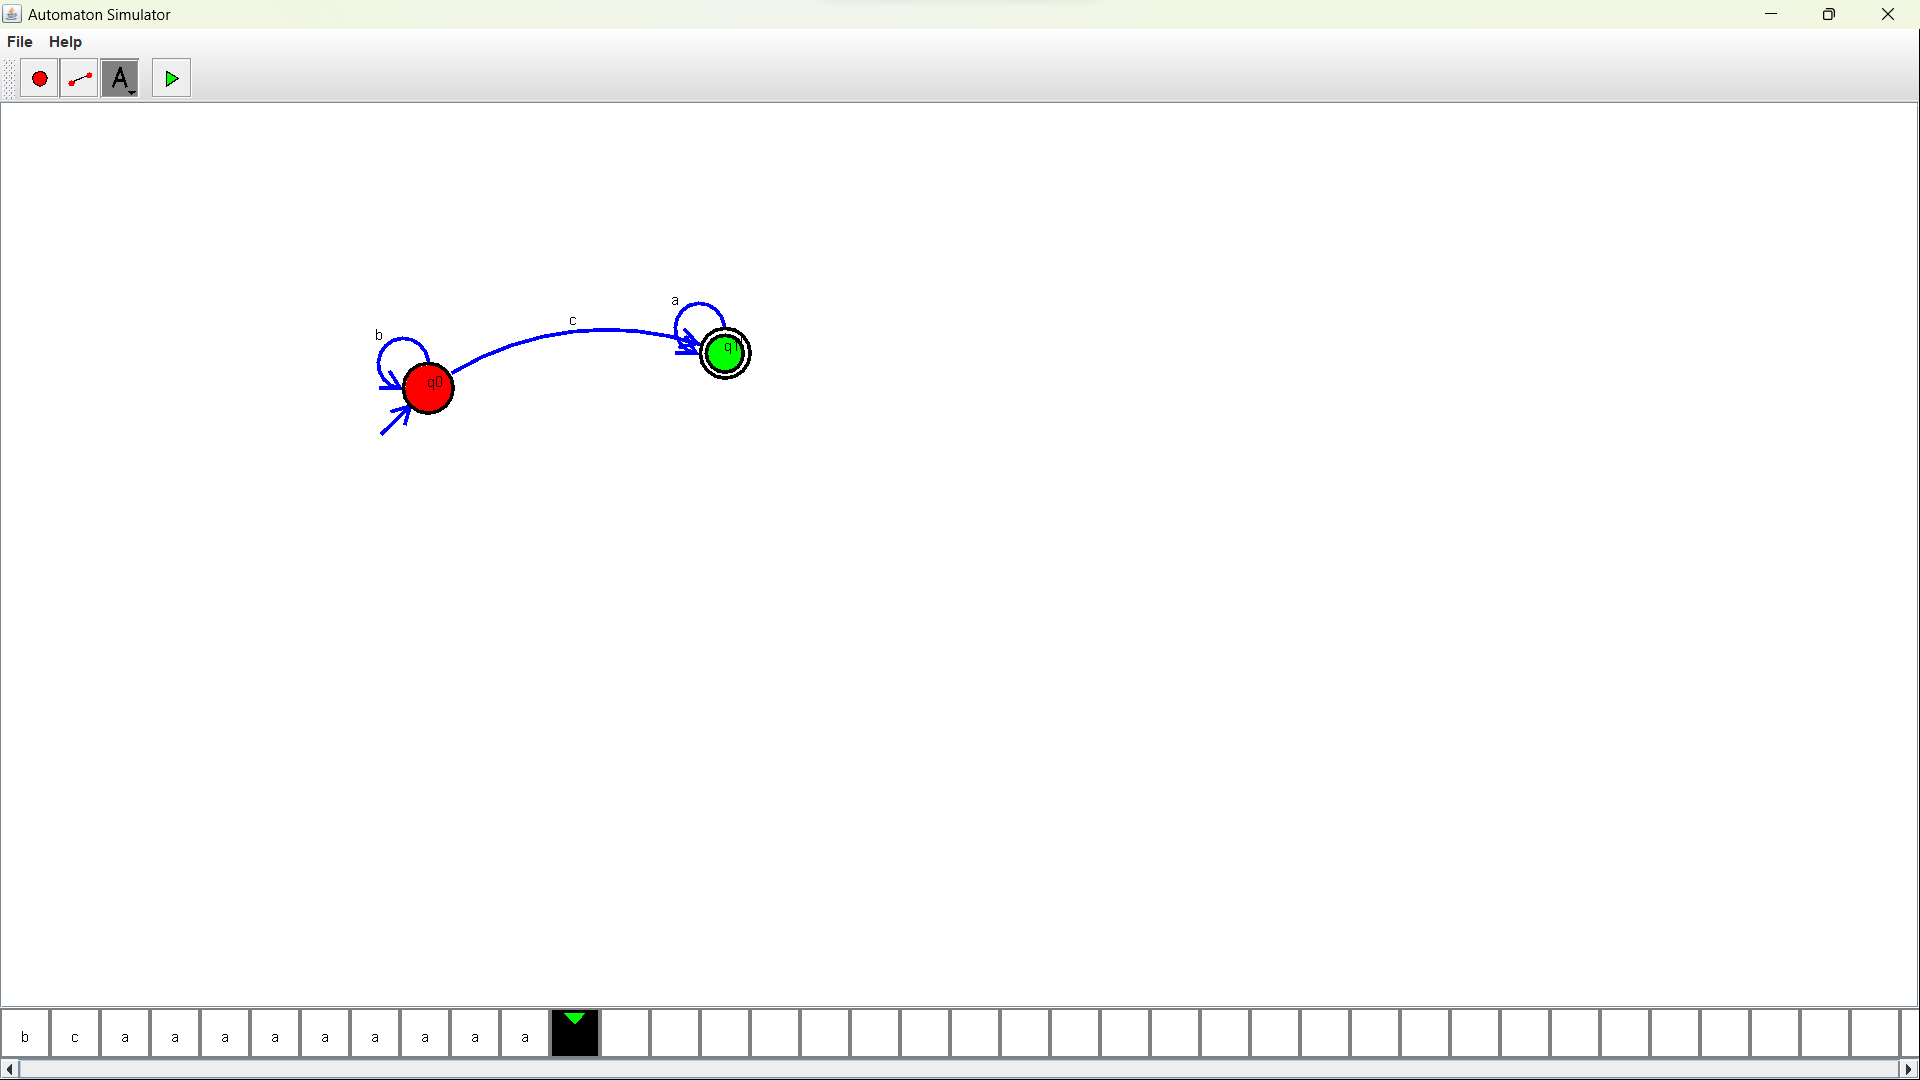 Automaton Simulator
File Help
A
a
c
b
q1
q0
b c a a a a a a a a a